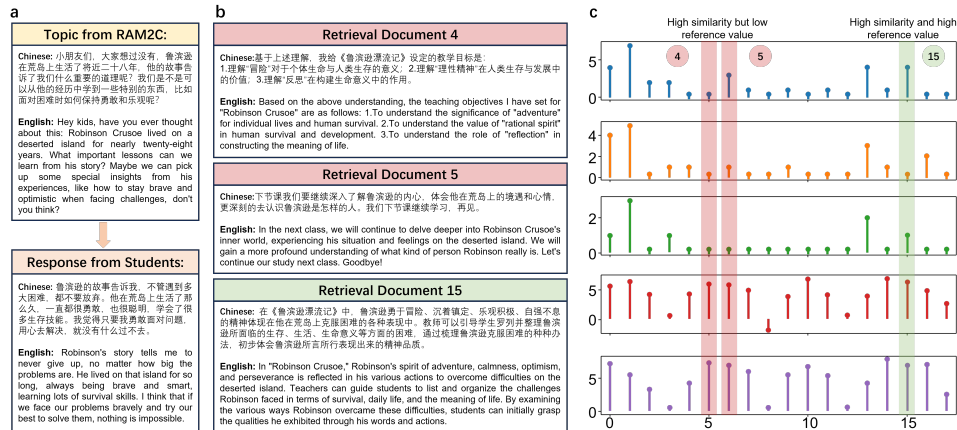 a
Topic from RAM2C:
Chinese: 小朋友们，大家想过没有，鲁滨逊
在荒岛上生活了将近二十八年，他的故事告
诉了我们什么重要的道理呢？我们是不是可
以从他的经历中学到一些特别的东西，比如
面对困难时如何保持勇敢和乐观呢？
English: Hey kids, have you ever thought
about this: Robinson Crusoe lived on a
deserted island for nearly twenty-eight
years. What important lessons can we
learn from his story? Maybe we can pick
up some special insights from his
experiences, like how to stay brave and
optimistic when facing challenges, don't
you think?
Response from Students:
Chinese: 鲁滨逊的故事告诉我，不管遇到多
大困难，都不要放弃。他在荒岛上生活了那
么久，一直都很勇敢，也很聪明，学会了很
多生存技能。我觉得只要我勇敢面对问题，
用心去解决，就没有什么过不去。
English: Robinson's story tells me to
never give up, no matter how big the
problems are. He lived on that island for so
long, always being brave and smart,
learning lots of survival skills. I think that if
we face our problems bravely and try our
best to solve them, nothing is impossible.
b
Retrieval Document 4
Chinese:基于上述理解，我给《鲁滨逊漂流记》设定的教学目标是：
1.理解“冒险”对于个体生命与人类生存的意义；2.理解“理性精神”在人类生存与发展中
的价值；3.理解“反思”在构建生命意义中的作用。
English: Based on the above understanding, the teaching objectives I have set for
"Robinson Crusoe" are as follows: 1.To understand the significance of "adventure"
for individual lives and human survival. 2.To understand the value of "rational spirit"
in human survival and development. 3.To understand the role of "reflection" in
constructing the meaning of life.
Retrieval Document 5
Chinese:下节课我们要继续深入了解鲁滨逊的内心，体会他在荒岛上的境遇和心情，
更深刻的去认识鲁滨逊是怎样的人。我们下节课继续学习，再见。
English: In the next class, we will continue to delve deeper into Robinson Crusoe's
inner world, experiencing his situation and feelings on the deserted island. We will
gain a more profound understanding of what kind of person Robinson really is. Let's
continue our study next class. Goodbye!
Retrieval Document 15
Chinese: 在《鲁滨逊漂流记》中，鲁滨逊勇于冒险、沉着镇定、乐观积极、自强不息
的精神体现在他在荒岛上克服困难的各种表现中。教师可以引导学生罗列并整理鲁滨
逊所面临的生存、生活、生命意义等方面的困难，通过梳理鲁滨逊克服困难的种种办
法，初步体会鲁滨逊所言所行表现出来的精神品质。
English: In "Robinson Crusoe," Robinson's spirit of adventure, calmness, optimism,
and perseverance is reflected in his various actions to overcome difficulties on the
deserted island. Teachers can guide students to list and organize the challenges
Robinson faced in terms of survival, daily life, and the meaning of life. By examining
the various ways Robinson overcame these difficulties, students can initially grasp
the qualities he exhibited through his words and actions.
c
High similarity but low
reference value
High similarity and high
reference value
4
5
15
5
0
4
2
0
2
0
5
0
5
0
0
5
10
15